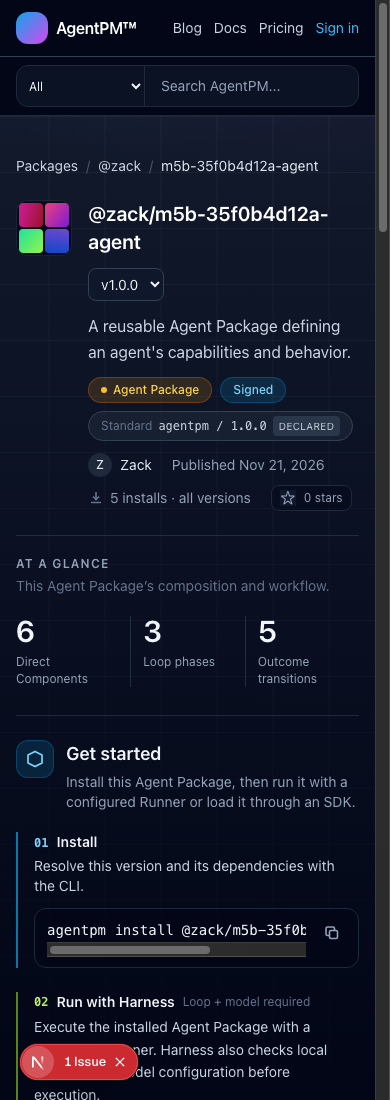 AgentPM™ Blog Docs Pricing Sign in
All Search AgentPM...
Packages / @zack / m5b-35f0b4d12a-agent
@zack/m5b-35f0b4d12a-
agent
v1.0.0
A reusable Agent Package defining
an agent's capabilities and behavior.
Agent Package Signed
Standard agentpm / 1.0.0 DECLARED
Z Zack Published Nov 21, 2026
5 installs · all versions 0 stars
AT A GLANCE
This Agent Package's composition and workflow.
6 3 5
Direct Loop phases Outcome
Components transitions
Get started
Install this Agent Package, then run it with a
configured Runner or load it through an SDK.
01 Install
Resolve this version and its dependencies with
the CLI.
agentpm install @zack/m5b-35f0b
02 Run with Harness Loop + model required
Execute the installed Agent Package with a
Harness also checks local
N 1 Issue
configuration before
execution.